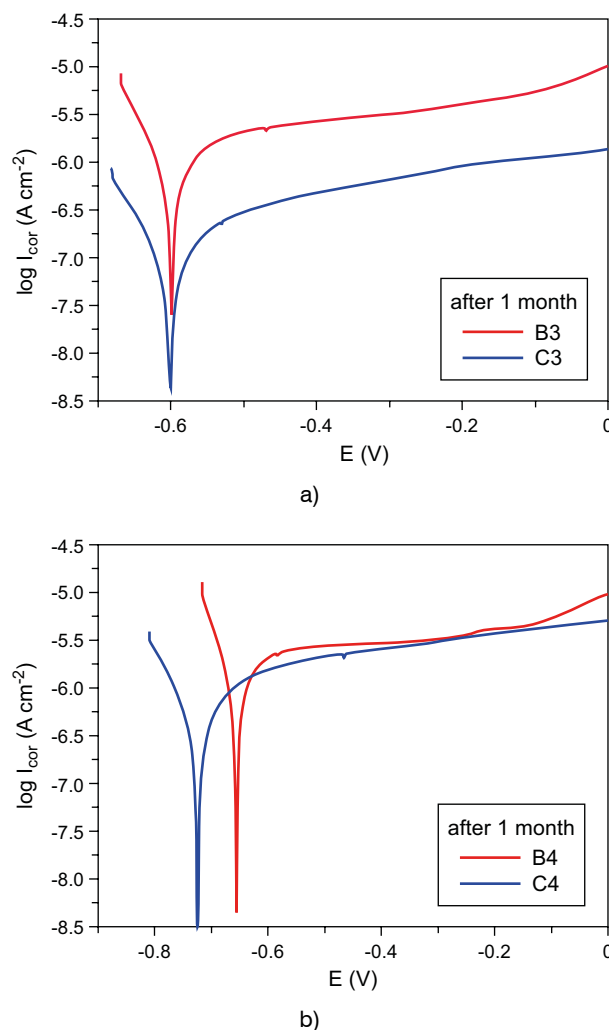 -4.5
-5.0
-5.5
-6.0
-6.5
-7.0
-7.5
-8.0
-8.5
log I_cor (A cm⁻²)
after 1 month
B3
C3
-0.6 -0.4 -0.2 0
E (V)
a)
-4.5
-5.0
-5.5
-6.0
-6.5
-7.0
-7.5
-8.0
-8.5
log I_cor (A cm⁻²)
after 1 month
B4
C4
-0.8 -0.6 -0.4 -0.2 0
E (V)
b)